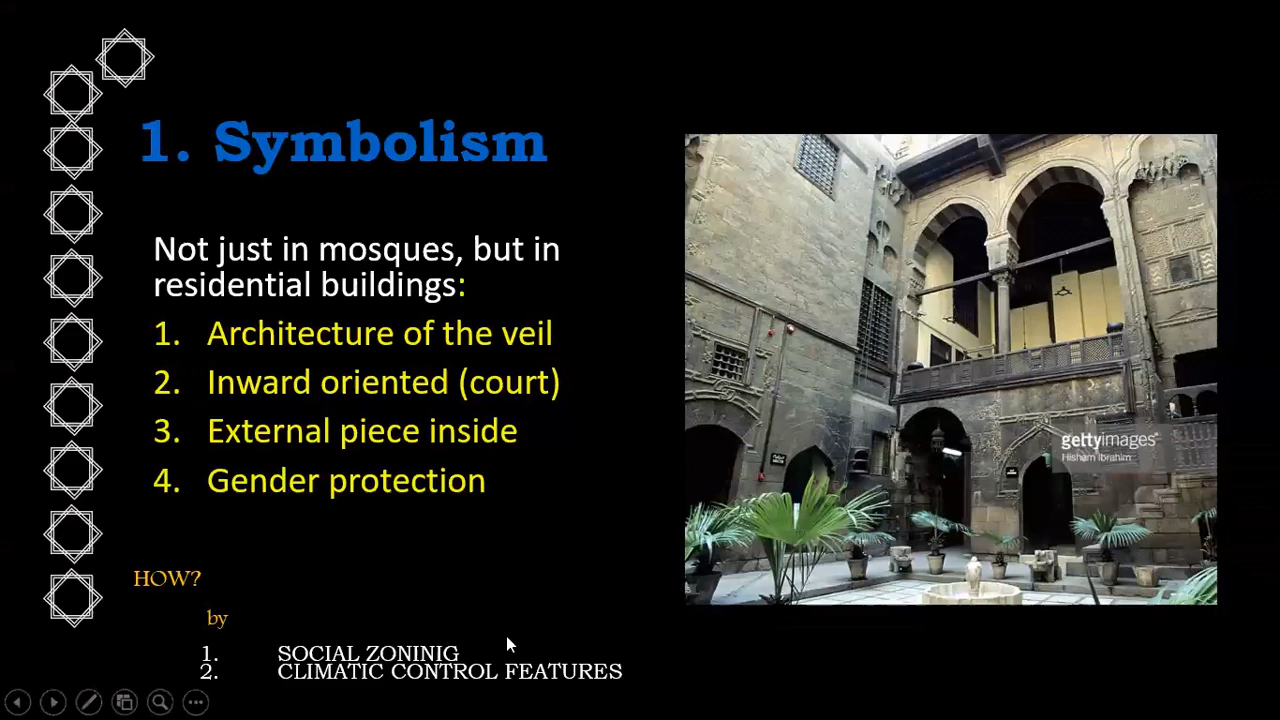 1. Symbolism
Not just in mosques, but in
residential buildings:
1. Architecture of the veil
2. Inward oriented (court)
3. External piece inside
4. Gender protection
HOW?
by
1. SOCIAL ZONINIG
2. CLIMATIC CONTROL FEATURES
gettyimages®
Hisham Ibrahim